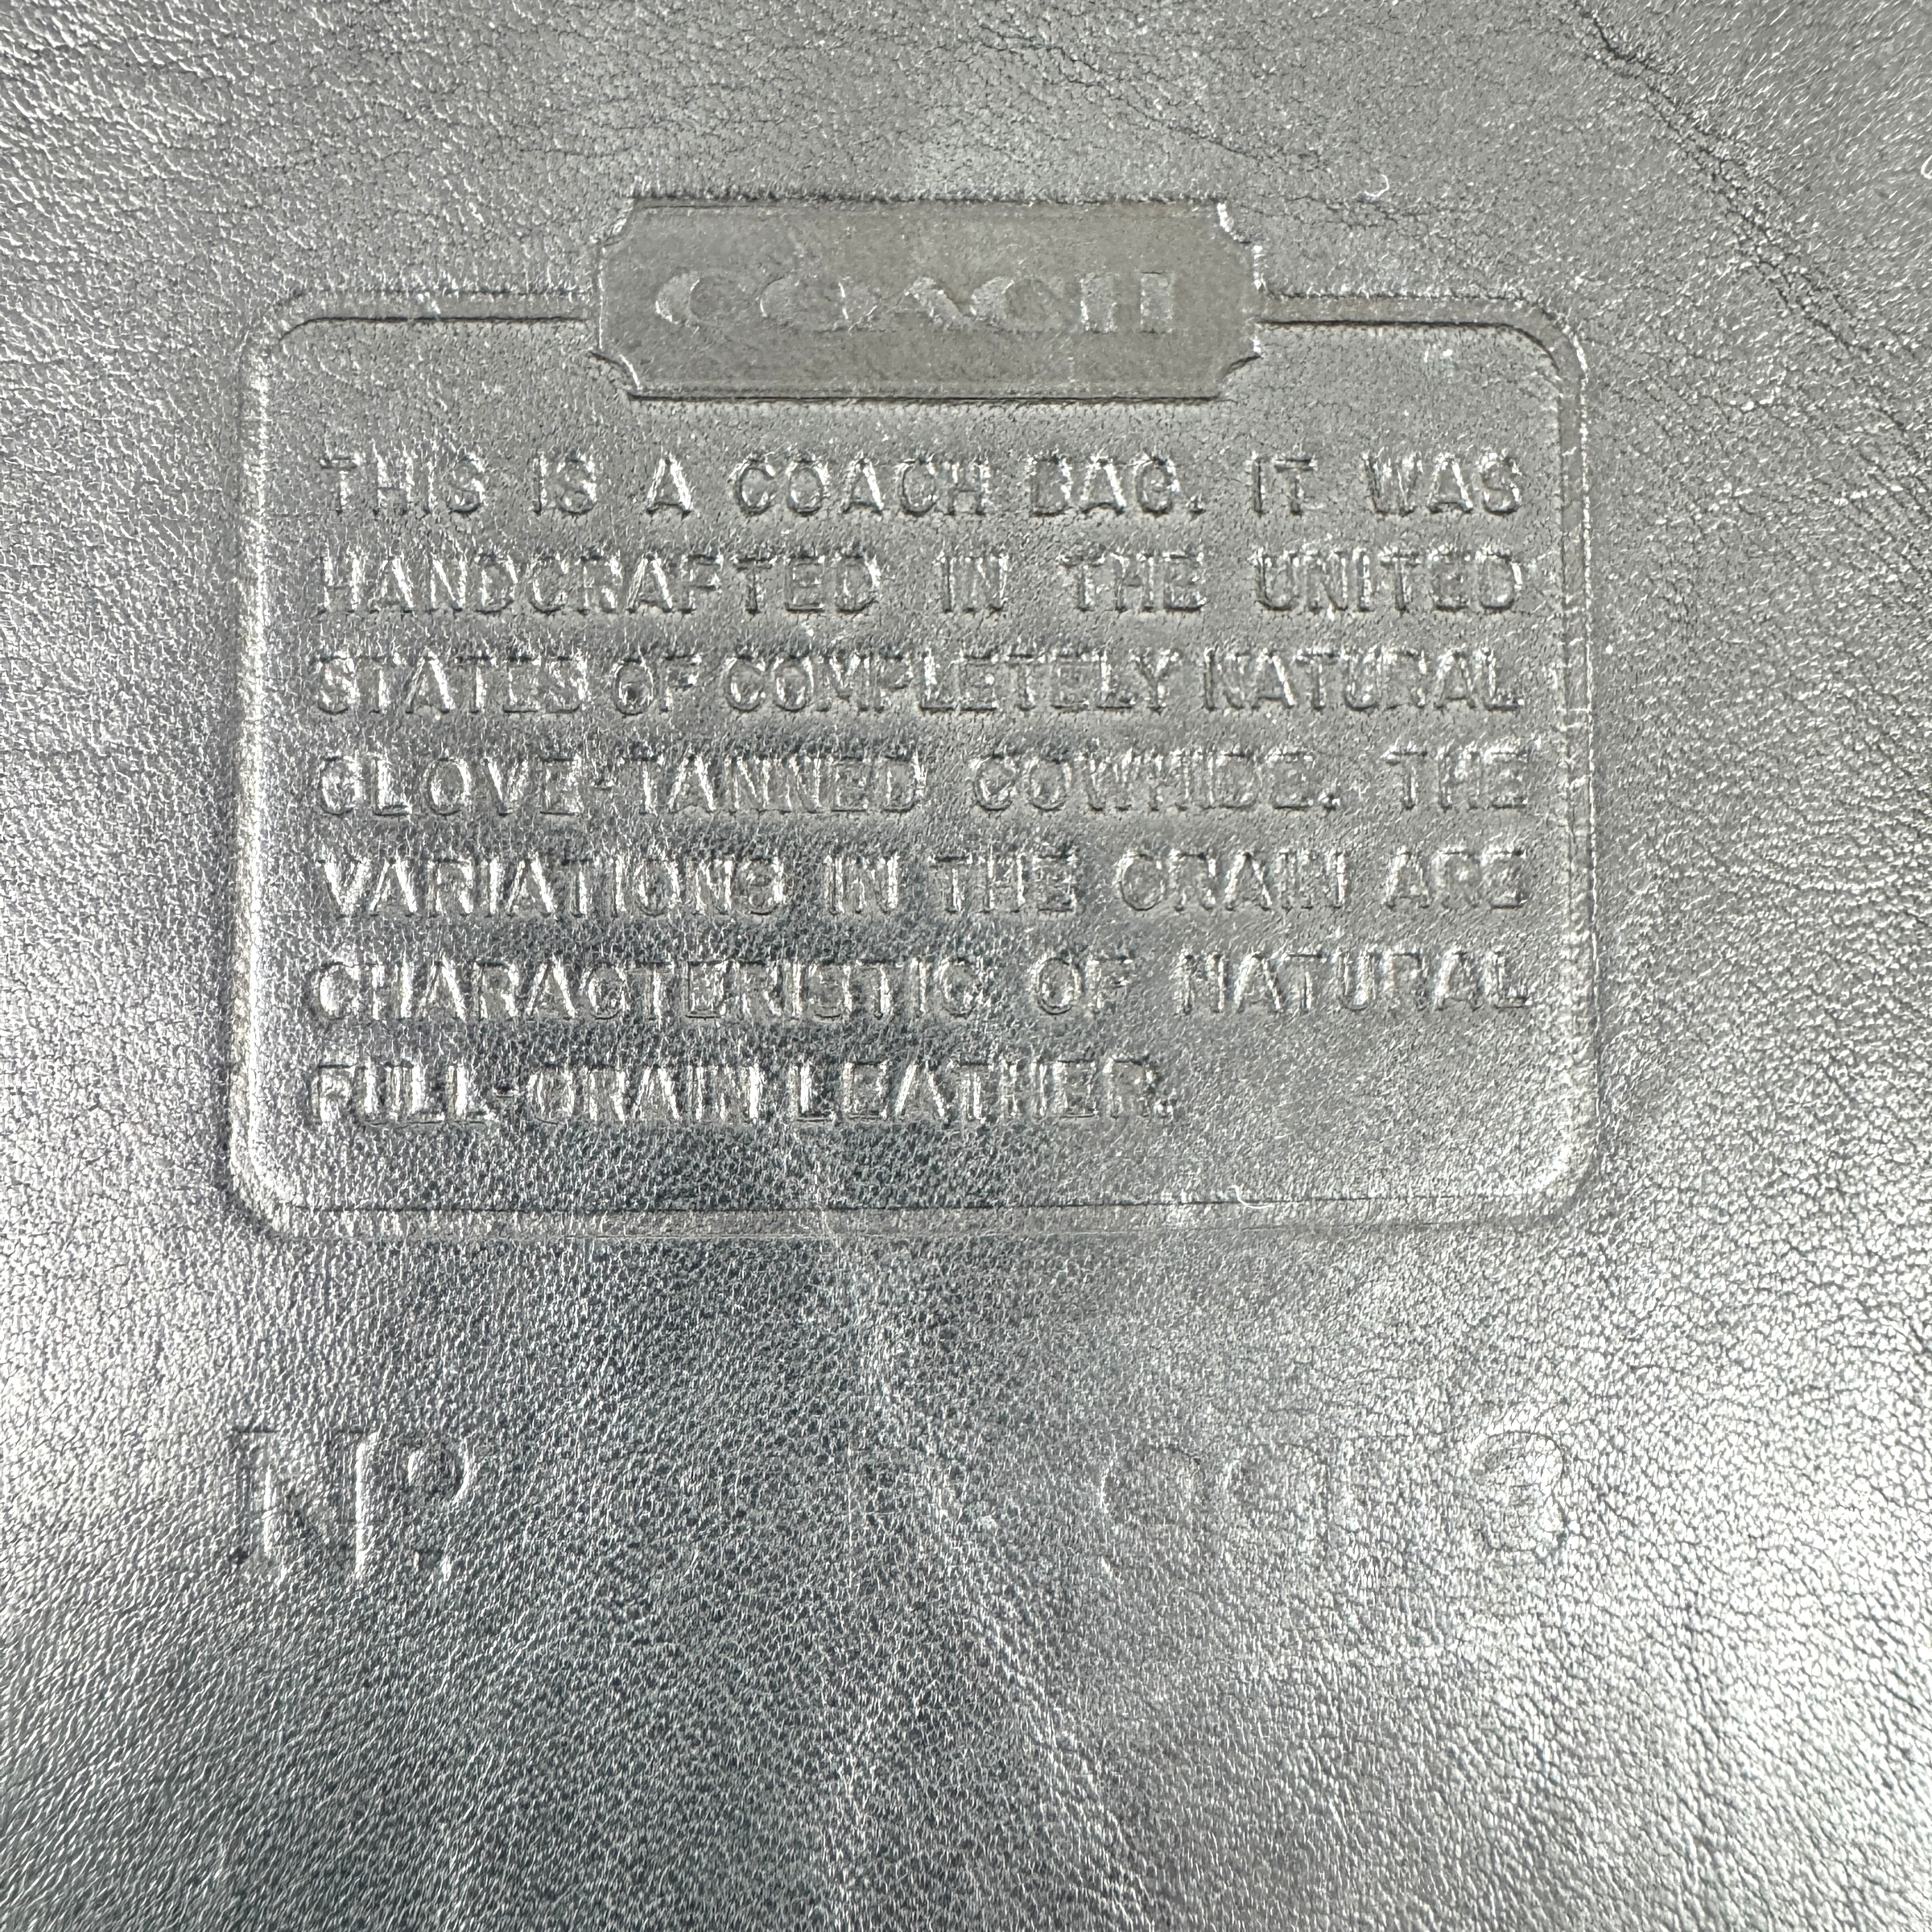 COACH
THIS IS A COACH BAG. IT WAS
HANDCRAFTED IN THE UNITED
STATES OF COMPLETELY NATURAL
GLOVE-TANNED COWHIDE. THE
VARIATIONS IN THE GRAIN ARE
CHARACTERISTIC OF NATURAL
FULL-GRAIN LEATHER.
Nº